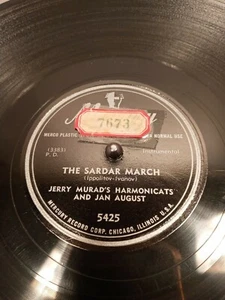 7673
MERCO PLASTIC
NORMAL USE
(3383)
P. D.
Instrumental
THE SARDAR MARCH
(Ippolitov-Ivanov)
JERRY MURAD'S HARMONICATS
AND JAN AUGUST
5425
MERCURY RECORD CORP. CHICAGO, ILLINOIS U.S.A.